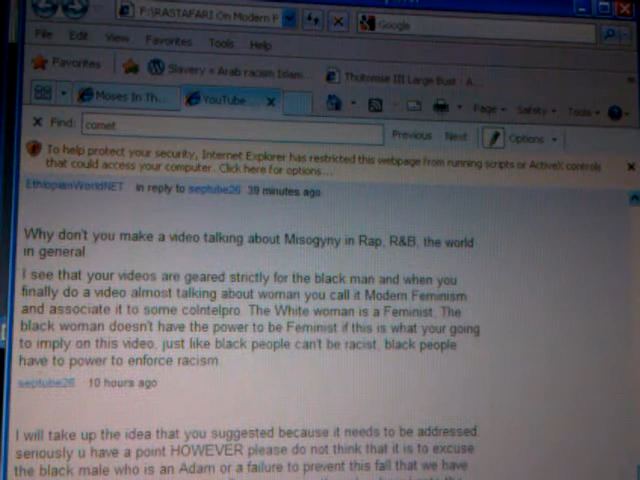 F:\RASTAFARI On Modern F
Google
File Edit View Favorites Tools Help
Favorites
Slavery « Arab racism Islam...
Thutmose III Large Bust : A...
Moses In Th...
YouTube ...
Page
Safety
Tools
Find: comet
Previous Next
Options
To help protect your security, Internet Explorer has restricted this webpage from running scripts or ActiveX controls
that could access your computer. Click here for options...
EthiopianWorldNET in reply to septube26 39 minutes ago
Why don't you make a video talking about Misogyny in Rap, R&B, the world
in general
I see that your videos are geared strictly for the black man and when you
finally do a video almost talking about woman you call it Modern Feminism
and associate it to some cointelpro. The White woman is a Feminist. The
black woman doesn't have the power to be Feminist if this is what your going
to imply on this video, just like black people can't be racist, black people
have to power to enforce racism.
septube26 10 hours ago
I will take up the idea that you suggested because it needs to be addressed
seriously u have a point HOWEVER please do not think that it is to excuse
the black male who is an Adam or a failure to prevent this fall that we have